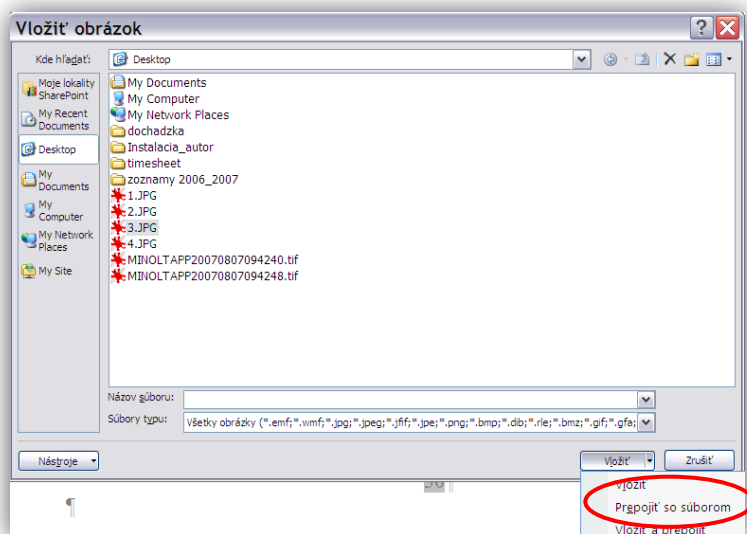 Vložiť obrázok
Kde hľadať:
Desktop
Moje lokality
SharePoint
My Recent
Documents
Desktop
My
Documents
My
Computer
My Network
Places
My Site
My Documents
My Computer
My Network Places
dochadzka
Instalacia_autor
timesheet
zoznamy 2006_2007
1.JPG
2.JPG
3.JPG
4.JPG
MINOLTAPP20070807094240.tif
MINOLTAPP20070807094248.tif
Názov súboru:
Súbory typu:
Všetky obrázky (*.emf;*.wmf;*.jpg;*.jpeg;*.jfif;*.jpe;*.png;*.bmp;*.dib;*.rle;*.bmz;*.gif;*.gfa;
Nástroje
Vložiť
Zrušiť
Vložiť
Prepojiť so súborom
Vložiť a prepojiť
¶